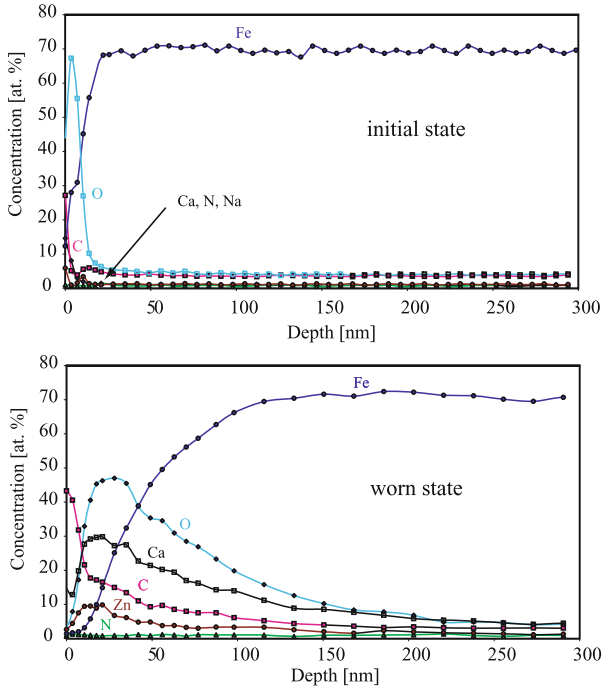 80
70
60
50
40
30
20
10
0
Concentration [at. %]
Fe
initial state
O
C
Ca, N, Na
0 50 100 150 200 250 300
Depth [nm]
80
70
60
50
40
30
20
10
0
Concentration [at. %]
Fe
worn state
O
Ca
C
Zn
N
0 50 100 150 200 250 300
Depth [nm]